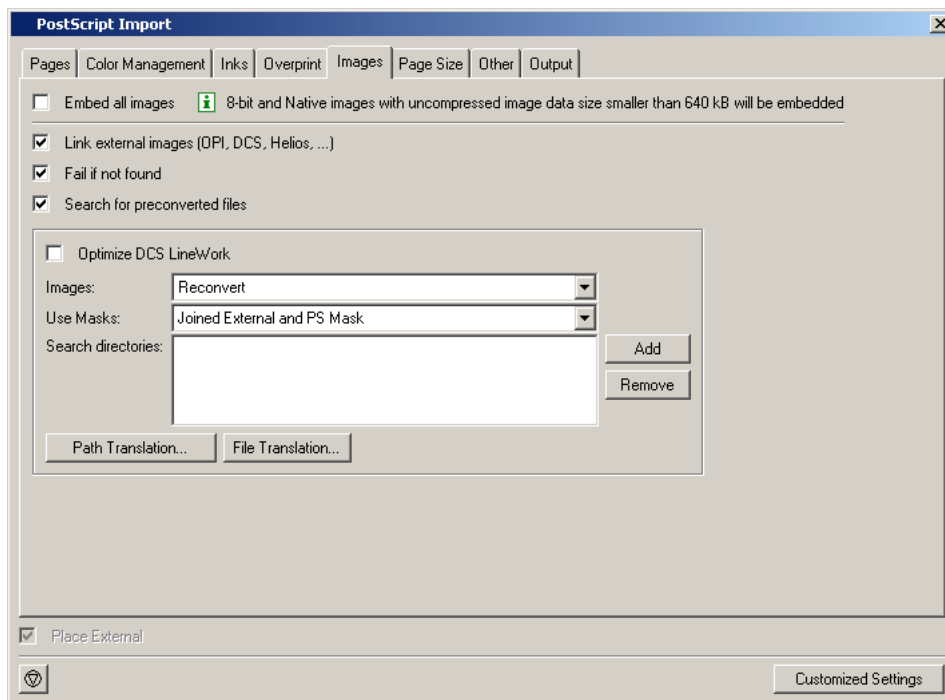 PostScript Import
Pages Color Management Inks Overprint Images Page Size Other Output
Embed all images 8-bit and Native images with uncompressed image data size smaller than 640 kB will be embedded
Link external images (OPI, DCS, Helios, ...)
Fail if not found
Search for preconverted files
Optimize DCS LineWork
Images: Reconvert
Use Masks: Joined External and PS Mask
Search directories: Add
Remove
Path Translation... File Translation...
Place External
Customized Settings